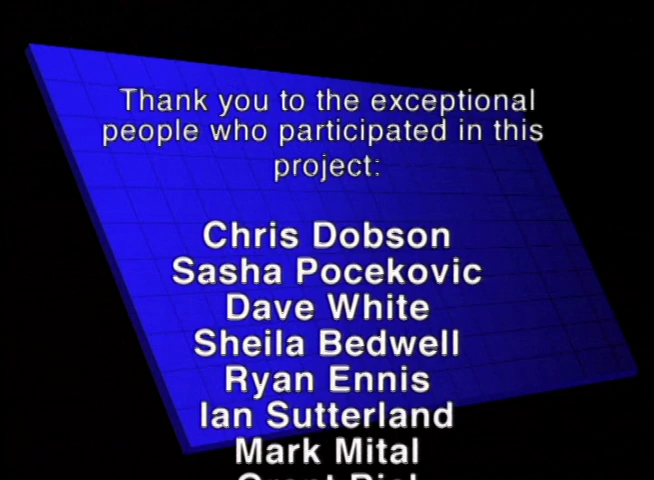 Thank you to the exceptional
people who participated in this
project:
Chris Dobson
Sasha Pocekovic
Dave White
Sheila Bedwell
Ryan Ennis
Ian Sutterland
Mark Mital